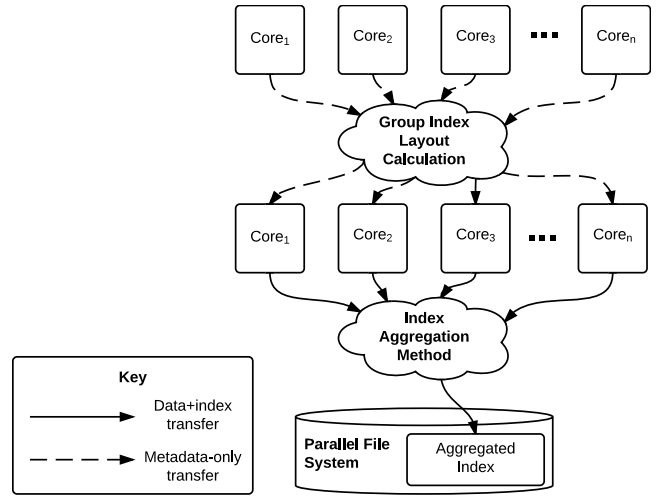 Core1 Core2 Core3 Coren
Group Index
Layout
Calculation
Core1 Core2 Core3 Coren
Index
Aggregation
Method
Key
Data+index
transfer
Metadata-only
transfer
Parallel File
System
Aggregated
Index